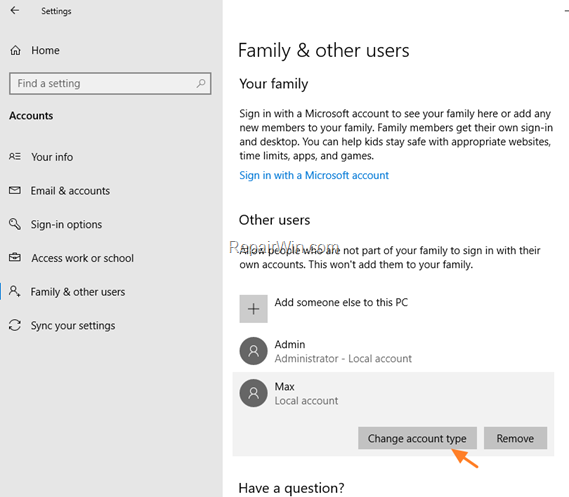 Settings
Home
Find a setting
Accounts
Your info
Email & accounts
Sign-in options
Access work or school
Family & other users
Sync your settings
Family & other users
Your family
Sign in with a Microsoft account to see your family here or add any
new members to your family. Family members get their own sign-in
and desktop. You can help kids stay safe with appropriate websites,
time limits, apps, and games.
Sign in with a Microsoft account
Other users
RepairWin.com
Allow people who are not part of your family to sign in with their
own accounts. This won't add them to your family.
Add someone else to this PC
Admin
Administrator - Local account
Max
Local account
Change account type
Remove
Have a question?